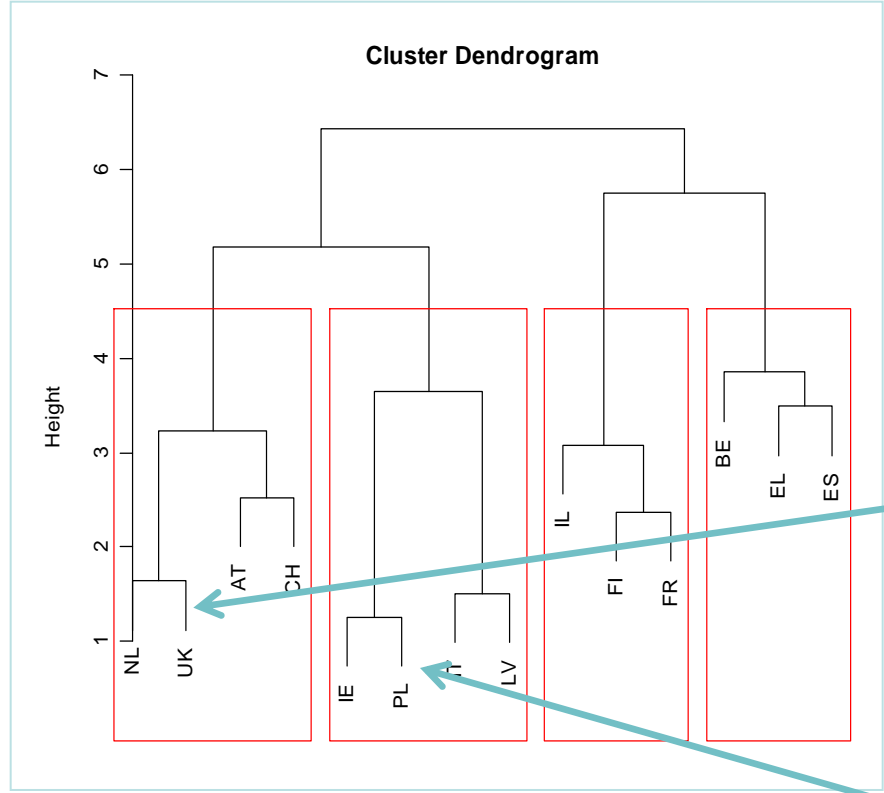 Cluster Dendrogram
Height
7
6
5
4
3
2
1
NL
UK
AT
CH
IE
PL
LV
IL
FI
FR
BE
EL
ES